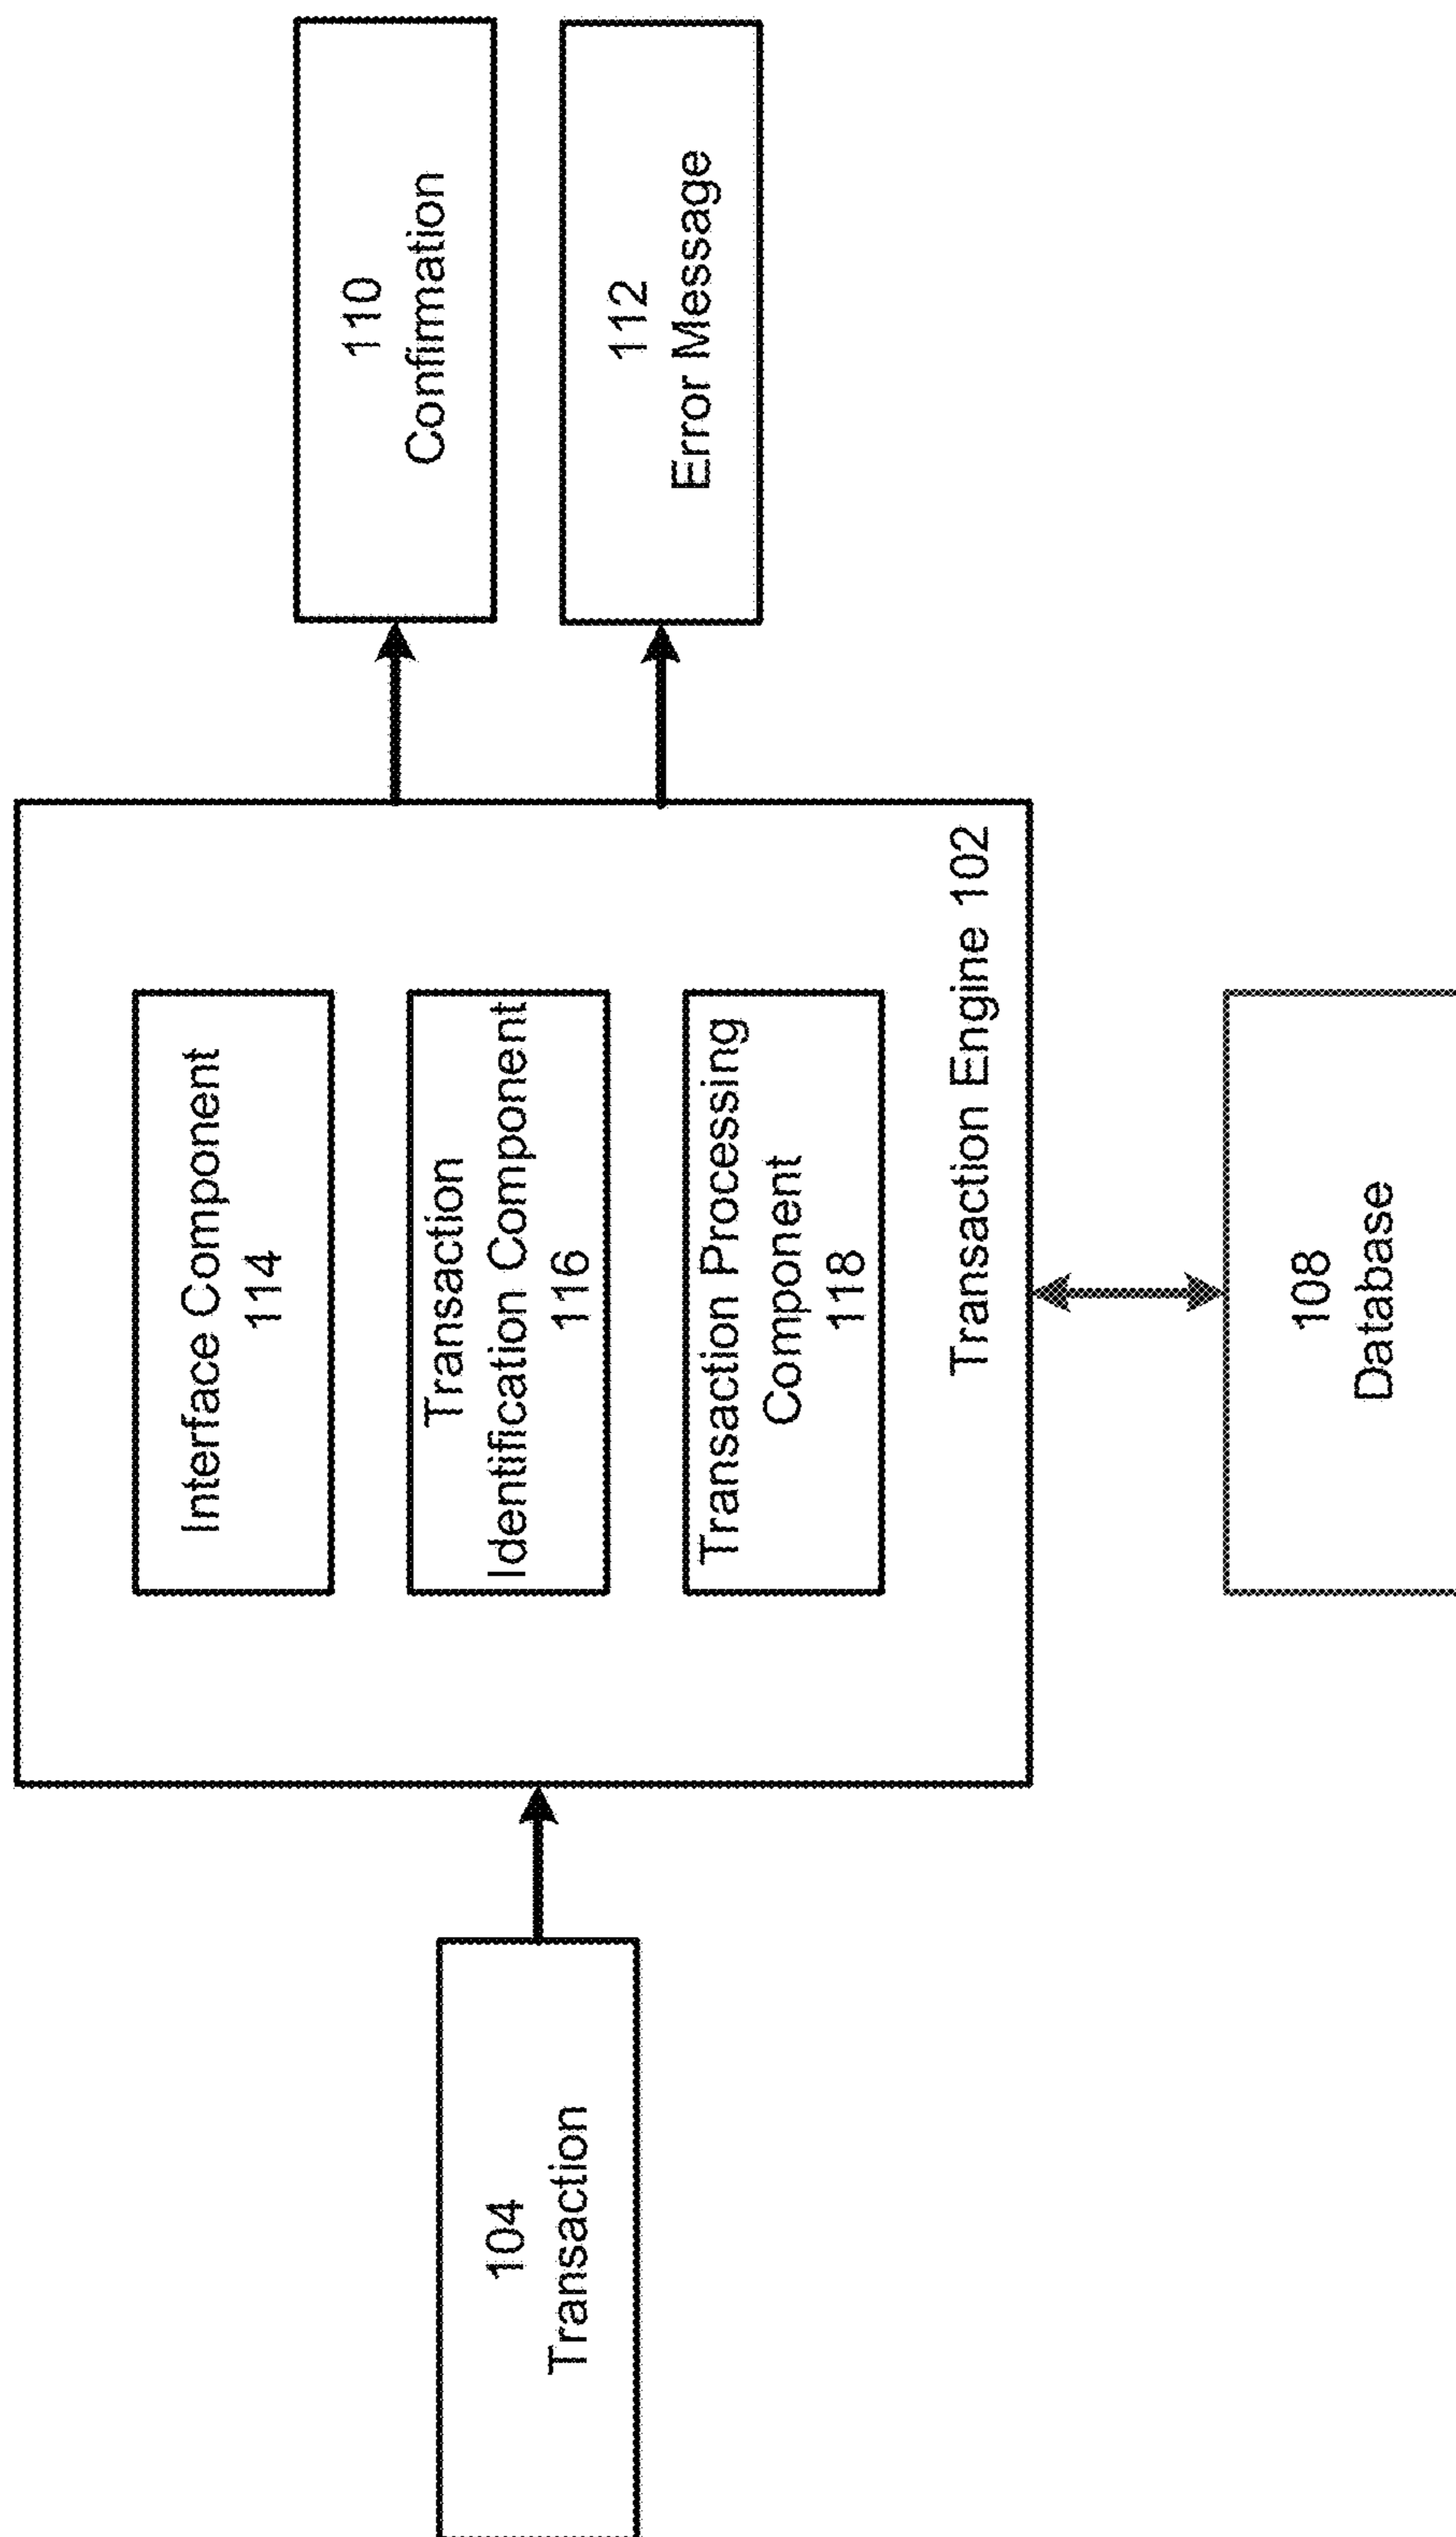 104
Transaction
Interface Component
114
Transaction
Identification Component
116
Transaction Processing
Component
118
Transaction Engine 102
108
Database
110
Confirmation
112
Error Message